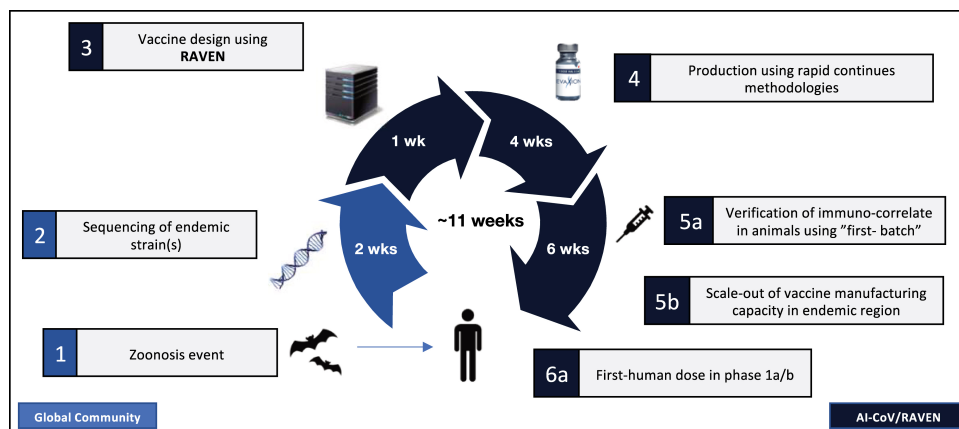 3
Vaccine design using
RAVEN
4
Production using rapid continues
methodologies
1 wk
4 wks
2
Sequencing of endemic
strain(s)
~11 weeks
2 wks
6 wks
5a
Verification of immuno-correlate
in animals using ”first- batch”
5b
Scale-out of vaccine manufacturing
capacity in endemic region
1
Zoonosis event
6a
First-human dose in phase 1a/b
Global Community
AI-CoV/RAVEN